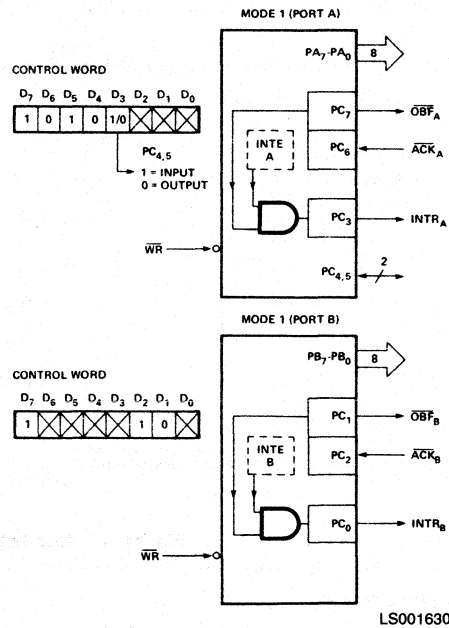 MODE 1 (PORT A)
PA7-PA0
8
CONTROL WORD
D7 D6 D5 D4 D3 D2 D1 D0
1 0 1 0 1/0
PC4,5
1 = INPUT
0 = OUTPUT
INTE
A
PC7
OBFA
PC6
ACKA
PC3
INTRA
WR
PC4,5
2
MODE 1 (PORT B)
PB7-PB0
8
CONTROL WORD
D7 D6 D5 D4 D3 D2 D1 D0
1 1 0
INTE
B
PC1
OBFB
PC2
ACKB
PC0
INTRB
WR
LS001630